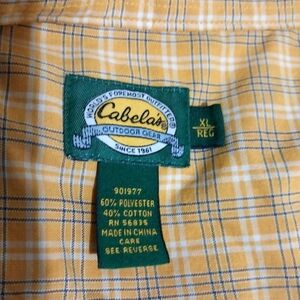 WORLD'S FOREMOST OUTFITTER®
Cabela's
OUTDOOR GEAR
SINCE 1961
XL
REG
901977
60% POLYESTER
40% COTTON
RN 56835
MADE IN CHINA
CARE
SEE REVERSE